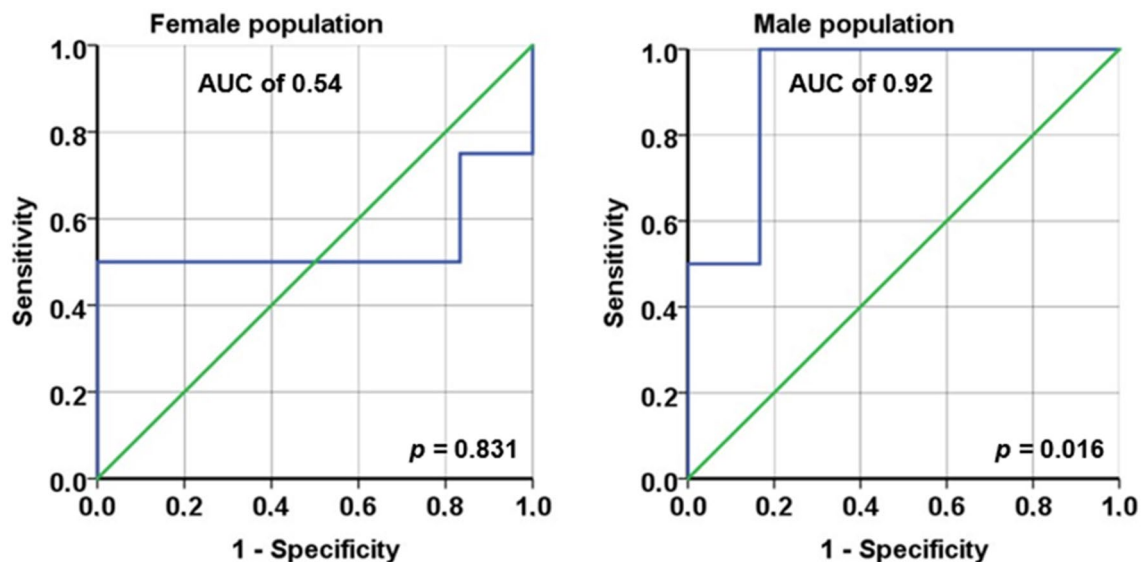 Female population
AUC of 0.54
1.0
0.8
0.6
0.4
0.2
0.0
Sensitivity
p = 0.831
0.0 0.2 0.4 0.6 0.8 1.0
1 - Specificity
Male population
AUC of 0.92
1.0
0.8
0.6
0.4
0.2
0.0
Sensitivity
p = 0.016
0.0 0.2 0.4 0.6 0.8 1.0
1 - Specificity